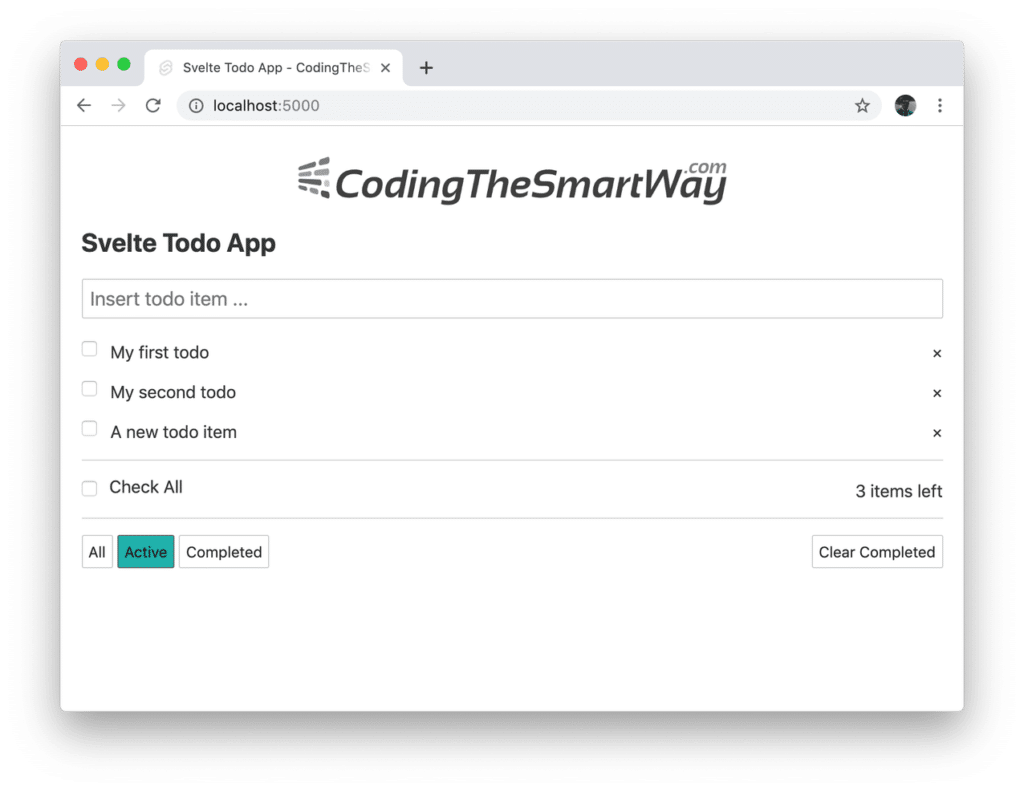 Svelte Todo App - CodingTheS
localhost:5000
CodingTheSmartWay.com
Svelte Todo App
Insert todo item ...
My first todo
My second todo
A new todo item
Check All
3 items left
All Active Completed
Clear Completed